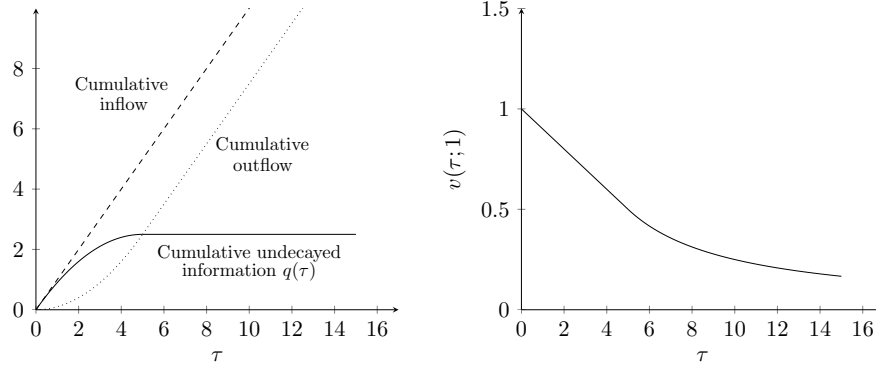 8
6
4
2
0
0 2 4 6 8 10 12 14 16
τ
Cumulative
inflow
Cumulative
outflow
Cumulative undecayed
information q(τ)
1.5
1
0.5
0
0 2 4 6 8 10 12 14 16
τ
v(τ; 1)